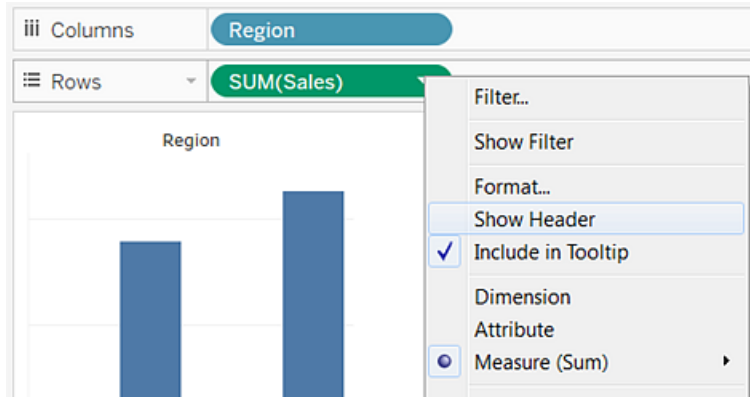 Columns
Region
Rows
SUM(Sales)
Region
Filter...
Show Filter
Format...
Show Header
Include in Tooltip
Dimension
Attribute
Measure (Sum)